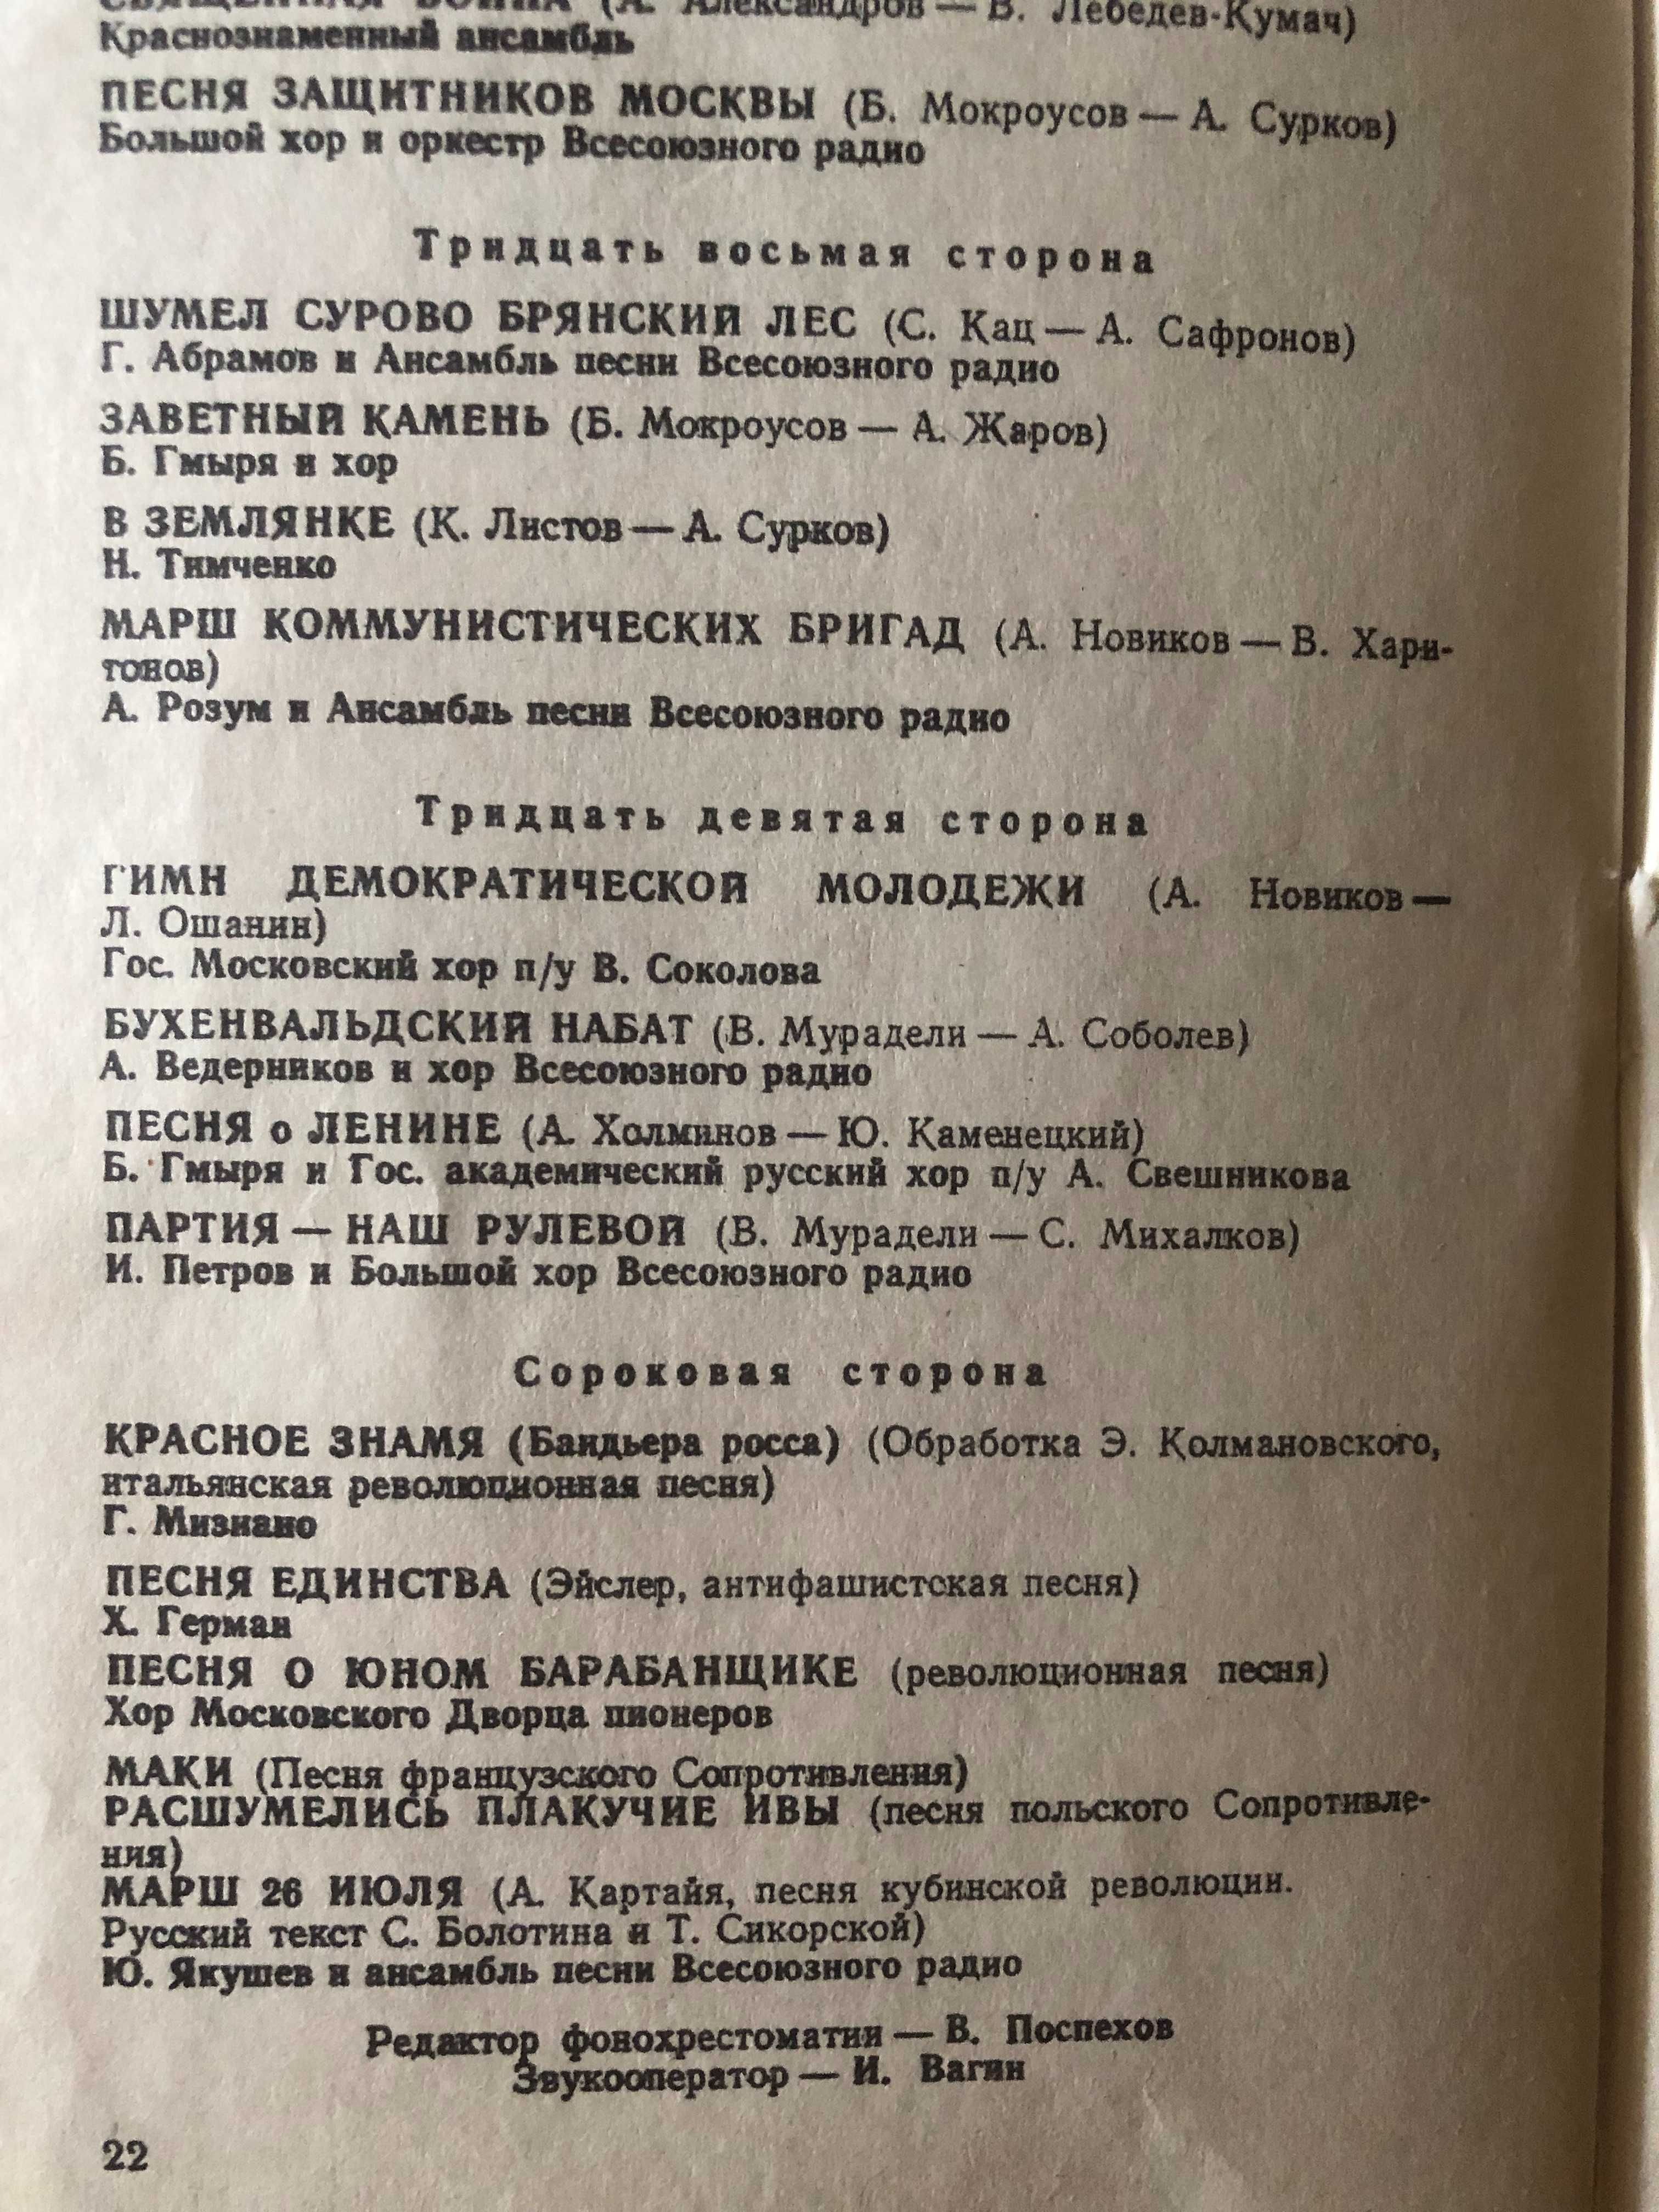 СВЯЩЕННАЯ ВОЙНА (А. Александров — В. Лебедев-Кумач)
Краснознаменный ансамбль
ПЕСНЯ ЗАЩИТНИКОВ МОСКВЫ (Б. Мокроусов — А. Сурков)
Большой хор и оркестр Всесоюзного радио
Тридцать восьмая сторона
ШУМЕЛ СУРОВО БРЯНСКИЙ ЛЕС (С. Кац — А. Сафронов)
Г. Абрамов и Ансамбль песни Всесоюзного радио
ЗАВЕТНЫЙ КАМЕНЬ (Б. Мокроусов — А. Жаров)
Б. Гмыря и хор
В ЗЕМЛЯНКЕ (К. Листов — А. Сурков)
Н. Тимченко
МАРШ КОММУНИСТИЧЕСКИХ БРИГАД (А. Новиков — В. Хари-
тонов)
А. Розум и Ансамбль песни Всесоюзного радио
Тридцать девятая сторона
ГИМН ДЕМОКРАТИЧЕСКОЙ МОЛОДЕЖИ (А. Новиков —
Л. Ошанин)
Гос. Московский хор п/у В. Соколова
БУХЕНВАЛЬДСКИЙ НАБАТ (В. Мурадели — А. Соболев)
А. Ведерников и хор Всесоюзного радио
ПЕСНЯ о ЛЕНИНЕ (А. Холминов — Ю. Каменецкий)
Б. Гмыря и Гос. академический русский хор п/у А. Свешникова
ПАРТИЯ — НАШ РУЛЕВОЙ (В. Мурадели — С. Михалков)
И. Петров и Большой хор Всесоюзного радио
Сороковая сторона
КРАСНОЕ ЗНАМЯ (Бандьера росса) (Обработка Э. Колмановского,
итальянская революционная песня)
Г. Мизиано
ПЕСНЯ ЕДИНСТВА (Эйслер, антифашистская песня)
Х. Герман
ПЕСНЯ О ЮНОМ БАРАБАНЩИКЕ (революционная песня)
Хор Московского Дворца пионеров
МАКИ (Песня французского Сопротивления)
РАСШУМЕЛИСЬ ПЛАКУЧИЕ ИВЫ (песня польского Сопротивле-
ния)
МАРШ 26 ИЮЛЯ (А. Картайя, песня кубинской революции.
Русский текст С. Болотина и Т. Сикорской)
Ю. Якушев и ансамбль песни Всесоюзного радио
Редактор фонохрестоматии — В. Поспехов
Звукооператор — И. Вагин
22